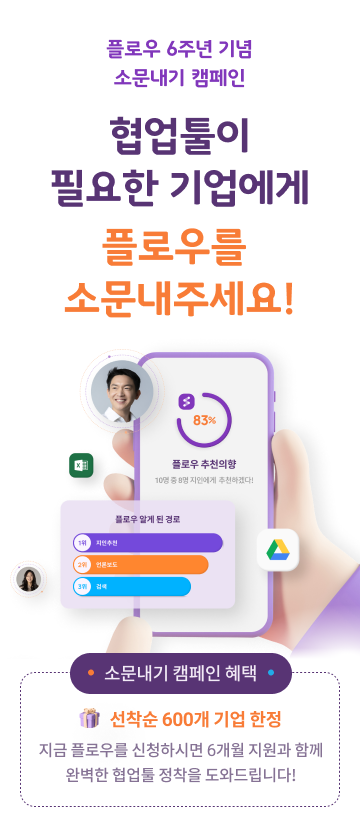 플로우 6주년 기념
소문내기 캠페인
협업툴이
필요한 기업에게
플로우를
소문내주세요!
83%
플로우 추천의향
10명 중 8명 지인에게 추천하겠다!
플로우 알게 된 경로
1위 지인추천
2위 언론보도
3위 검색
소문내기 캠페인 혜택
선착순 600개 기업 한정
지금 플로우를 신청하시면 6개월 지원과 함께
완벽한 협업툴 정착을 도와드립니다!